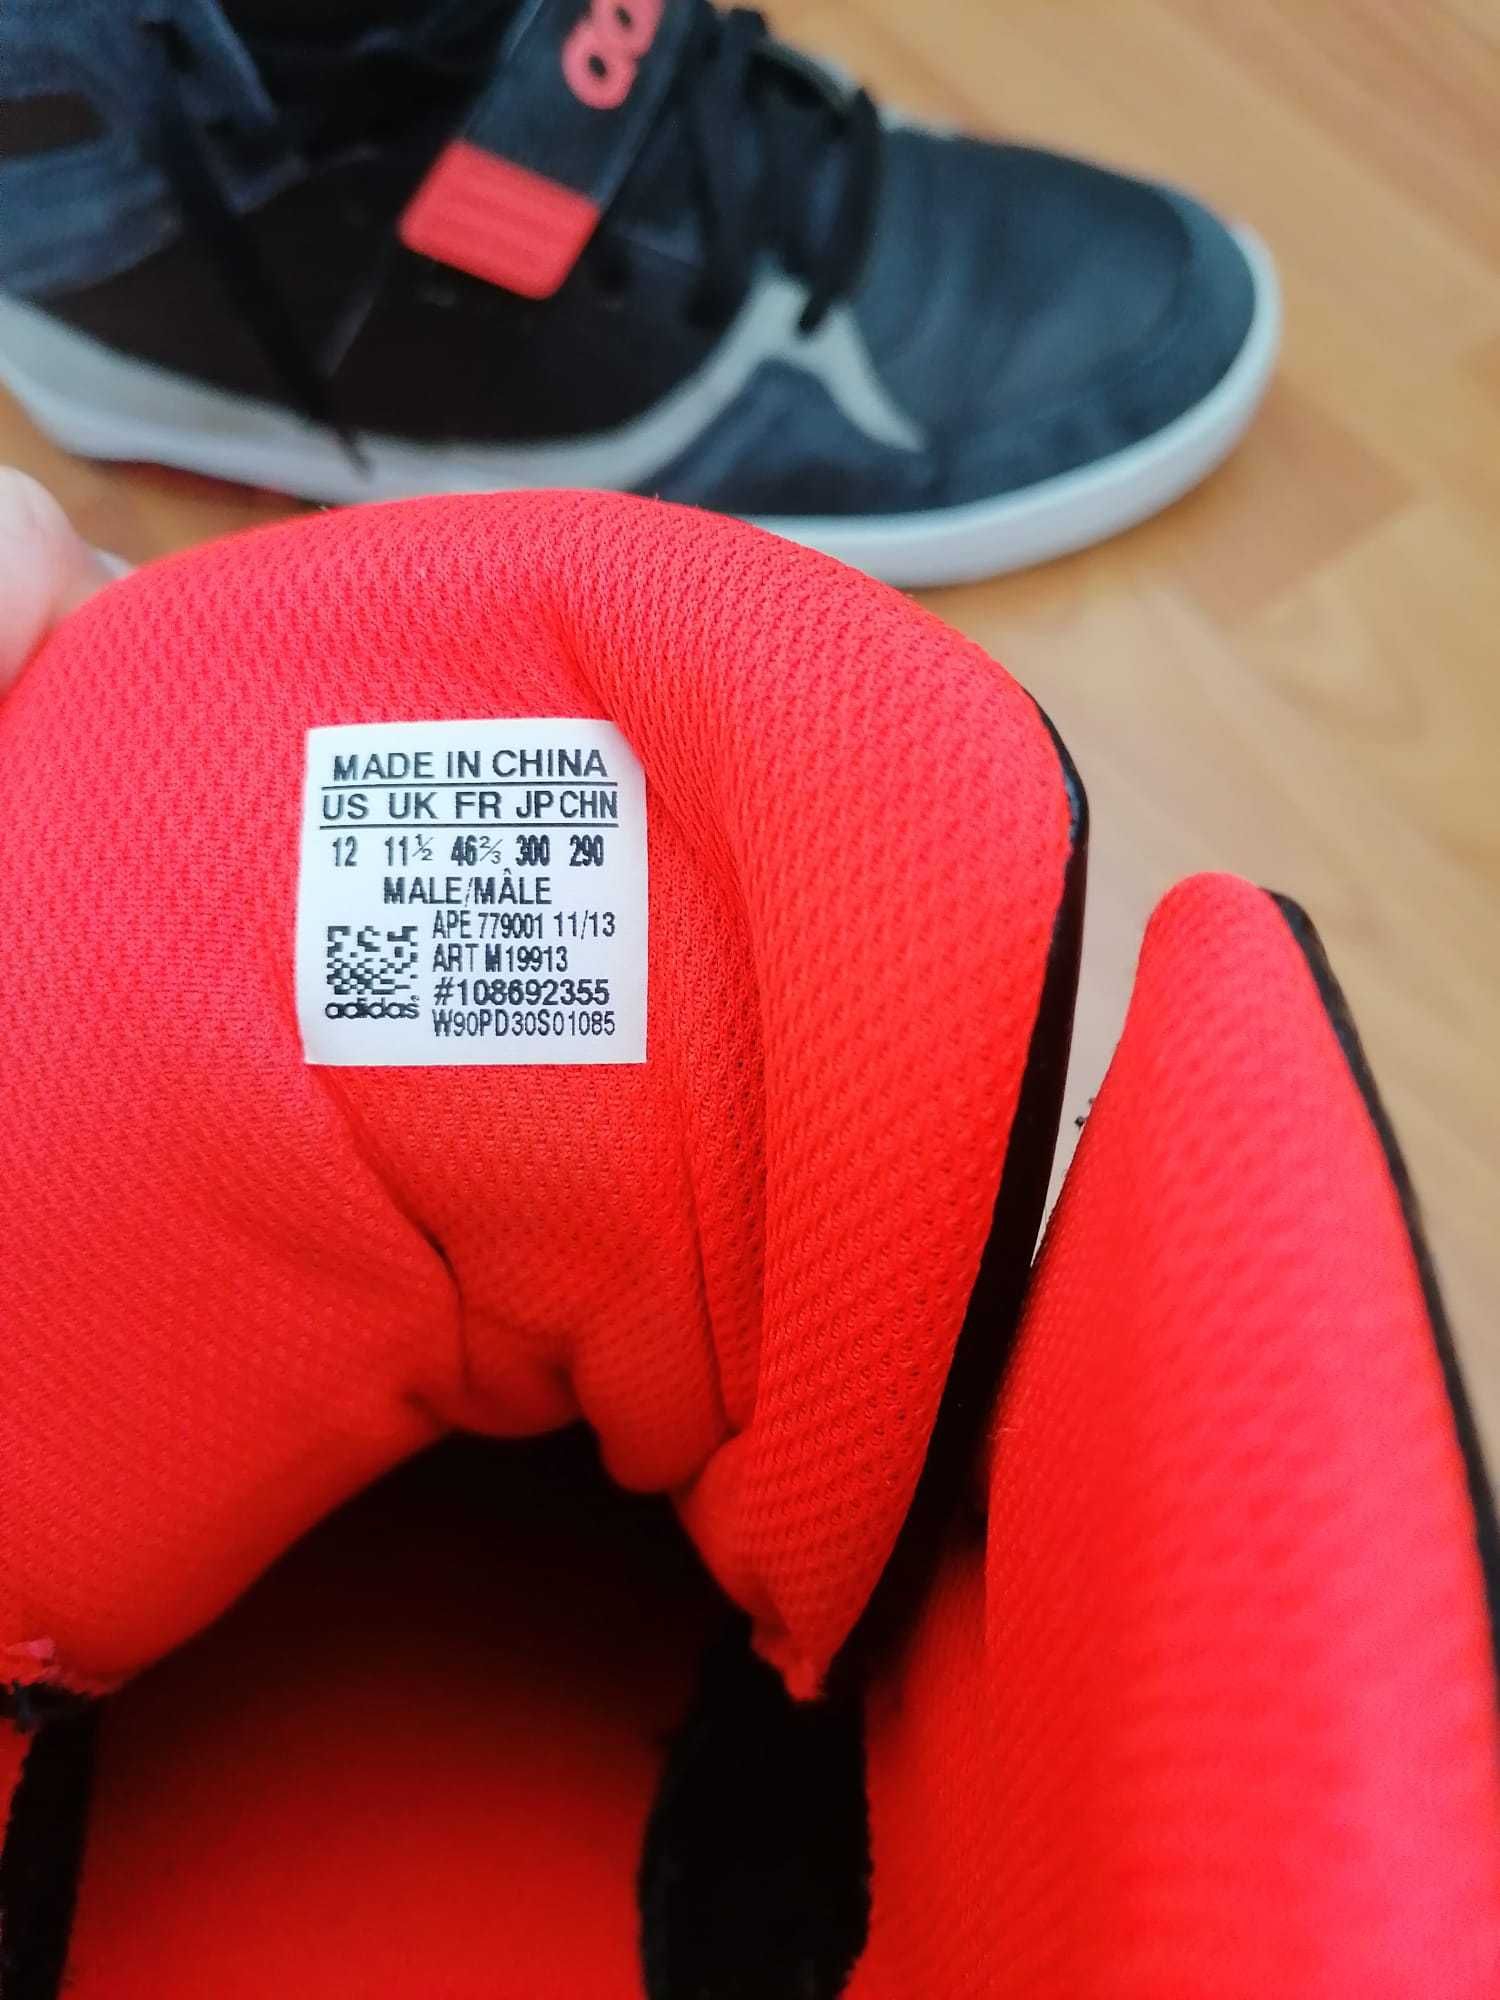 MADE IN CHINA
US UK FR JP CHN
12 11½ 46⅔ 300 290
MALE/MÂLE
APE 779001 11/13
ART M19913
#108692355
adidas
W90PD30S01085